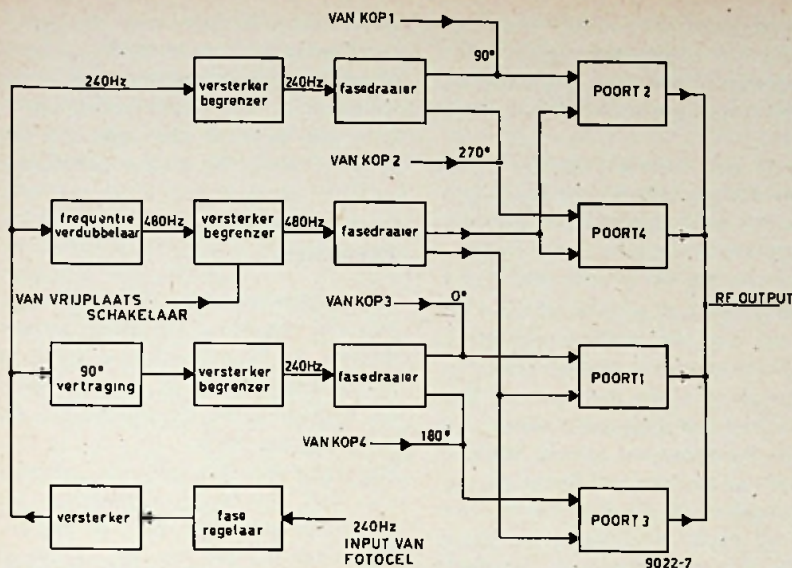 VAN KOP1
90°
240Hz
versterker
begrenzer
240Hz
fasedraaier
POORT 2
VAN KOP 2
270°
frequentie
verdubbelaar
480Hz
versterker
begrenzer
480Hz
fasedraaier
POORT4
VAN VRIJPLAATS
SCHAKELAAR
VAN KOP3
0°
RF OUTPUT
90°
vertraging
versterker
begrenzer
240Hz
fasedraaier
POORT1
VAN KOP4
180°
versterker
fase
regelaar
240Hz
INPUT VAN
FOTOCEL
POORT 3
9022-7